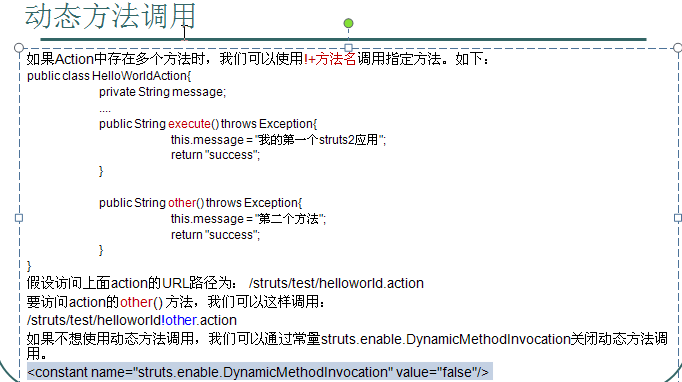 动态方法调用
如果Action中存在多个方法时，我们可以使用!+方法名调用指定方法。如下：
public class HelloWorldAction{
private String message;
....
public String execute() throws Exception{
this.message = "我的第一个struts2应用";
return "success";
}
public String other() throws Exception{
this.message = "第二个方法";
return "success";
}
}
假设访问上面action的URL路径为： /struts/test/helloworld.action
要访问action的other() 方法，我们可以这样调用：
/struts/test/helloworld!other.action
如果不想使用动态方法调用，我们可以通过常量struts.enable.DynamicMethodInvocation关闭动态方法调
用。
<constant name="struts.enable.DynamicMethodInvocation" value="false"/>